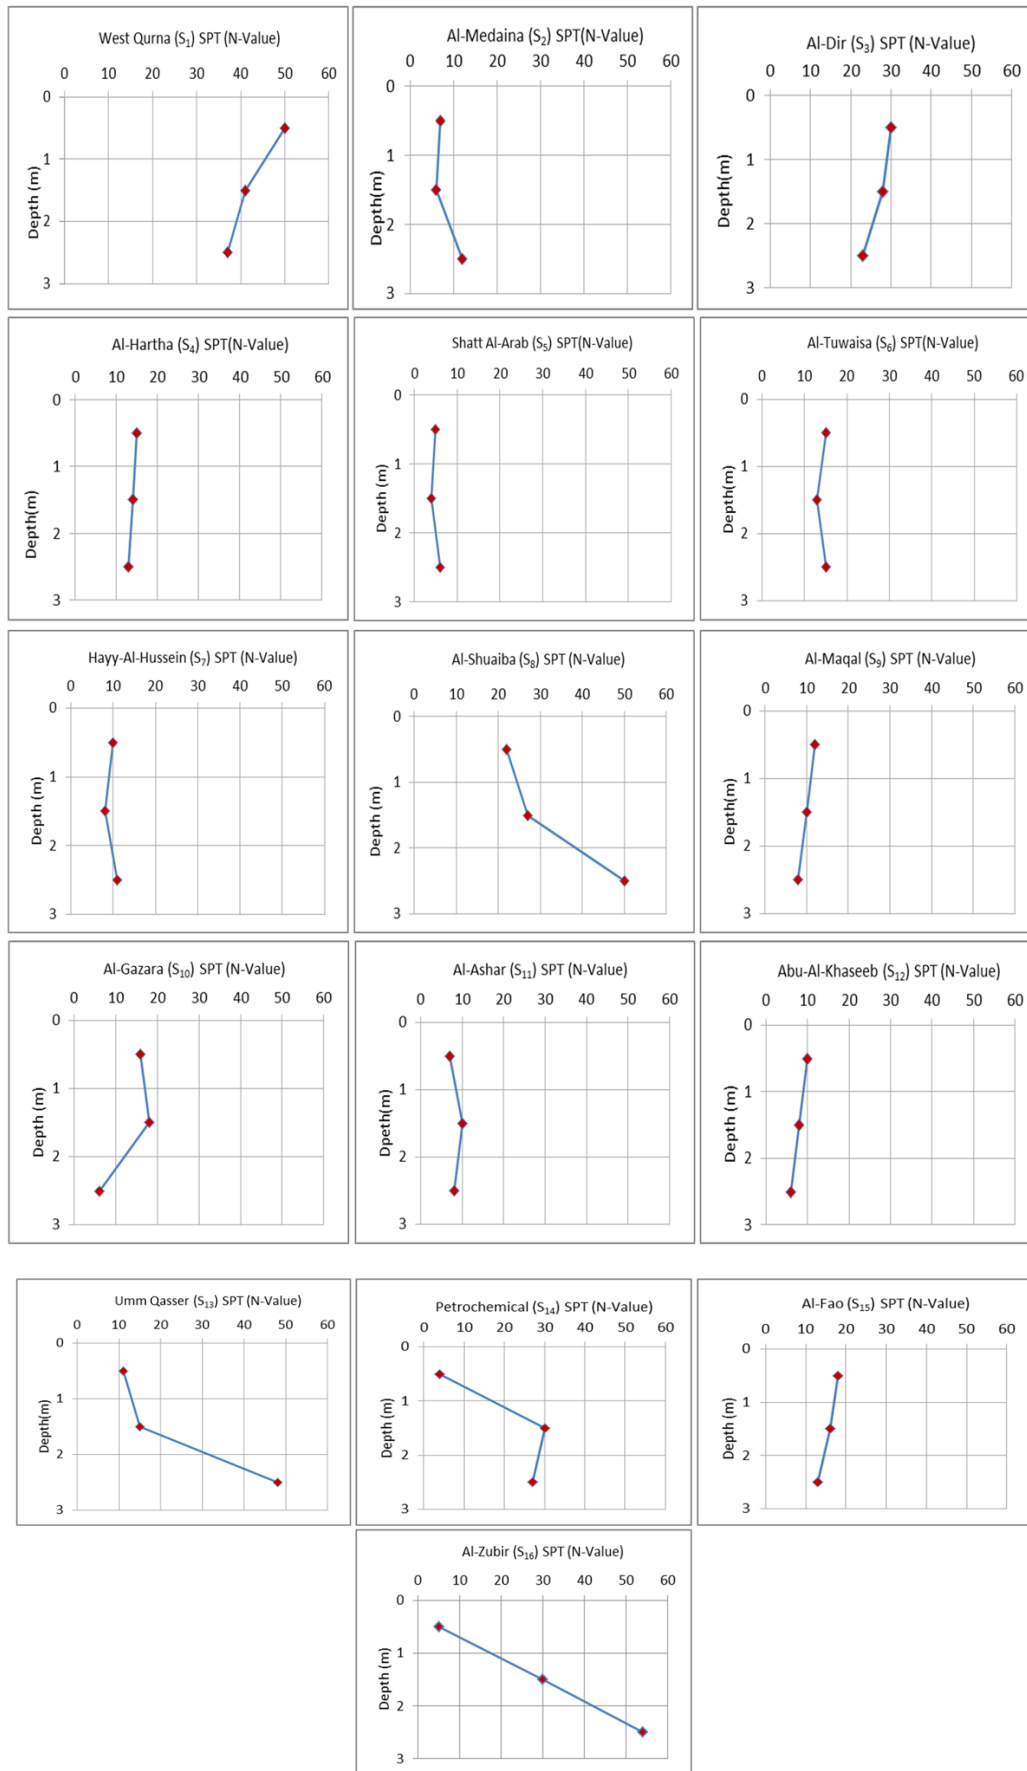 West Qurna (S₁) SPT (N-Value)
0 10 20 30 40 50 60
0
1
2
3
Depth (m)
Al-Medaina (S₂) SPT(N-Value)
0 10 20 30 40 50 60
0
1
2
3
Depth(m)
Al-Dir (S₃) SPT (N-Value)
0 10 20 30 40 50 60
0
1
2
3
Depth (m)
Al-Hartha (S₄) SPT(N-Value)
0 10 20 30 40 50 60
0
1
2
3
Depth(m)
Shatt Al-Arab (S₅) SPT(N-Value)
0 10 20 30 40 50 60
0
1
2
3
Depth(m)
Al-Tuwaisa (S₆) SPT(N-Value)
0 10 20 30 40 50 60
0
1
2
3
Depth(m)
Hayy-Al-Hussein (S₇) SPT (N-Value)
0 10 20 30 40 50 60
0
1
2
3
Depth (m)
Al-Shuaiba (S₈) SPT (N-Value)
0 10 20 30 40 50 60
0
1
2
3
Depth (m)
Al-Maqal (S₉) SPT (N-Value)
0 10 20 30 40 50 60
0
1
2
3
Depth(m)
Al-Gazara (S₁₀) SPT (N-Value)
0 10 20 30 40 50 60
0
1
2
3
Depth (m)
Al-Ashar (S₁₁) SPT (N-Value)
0 10 20 30 40 50 60
0
1
2
3
Dpeth(m)
Abu-Al-Khaseeb (S₁₂) SPT (N-Value)
0 10 20 30 40 50 60
0
1
2
3
Depth (m)
Umm Qasser (S₁₃) SPT (N-Value)
0 10 20 30 40 50 60
0
1
2
3
Depth(m)
Petrochemical (S₁₄) SPT (N-Value)
0 10 20 30 40 50 60
0
1
2
3
Depth (m)
Al-Fao (S₁₅) SPT (N-Value)
0 10 20 30 40 50 60
0
1
2
3
Depth (m)
Al-Zubir (S₁₆) SPT (N-Value)
0 10 20 30 40 50 60
0
1
2
3
Depth (m)